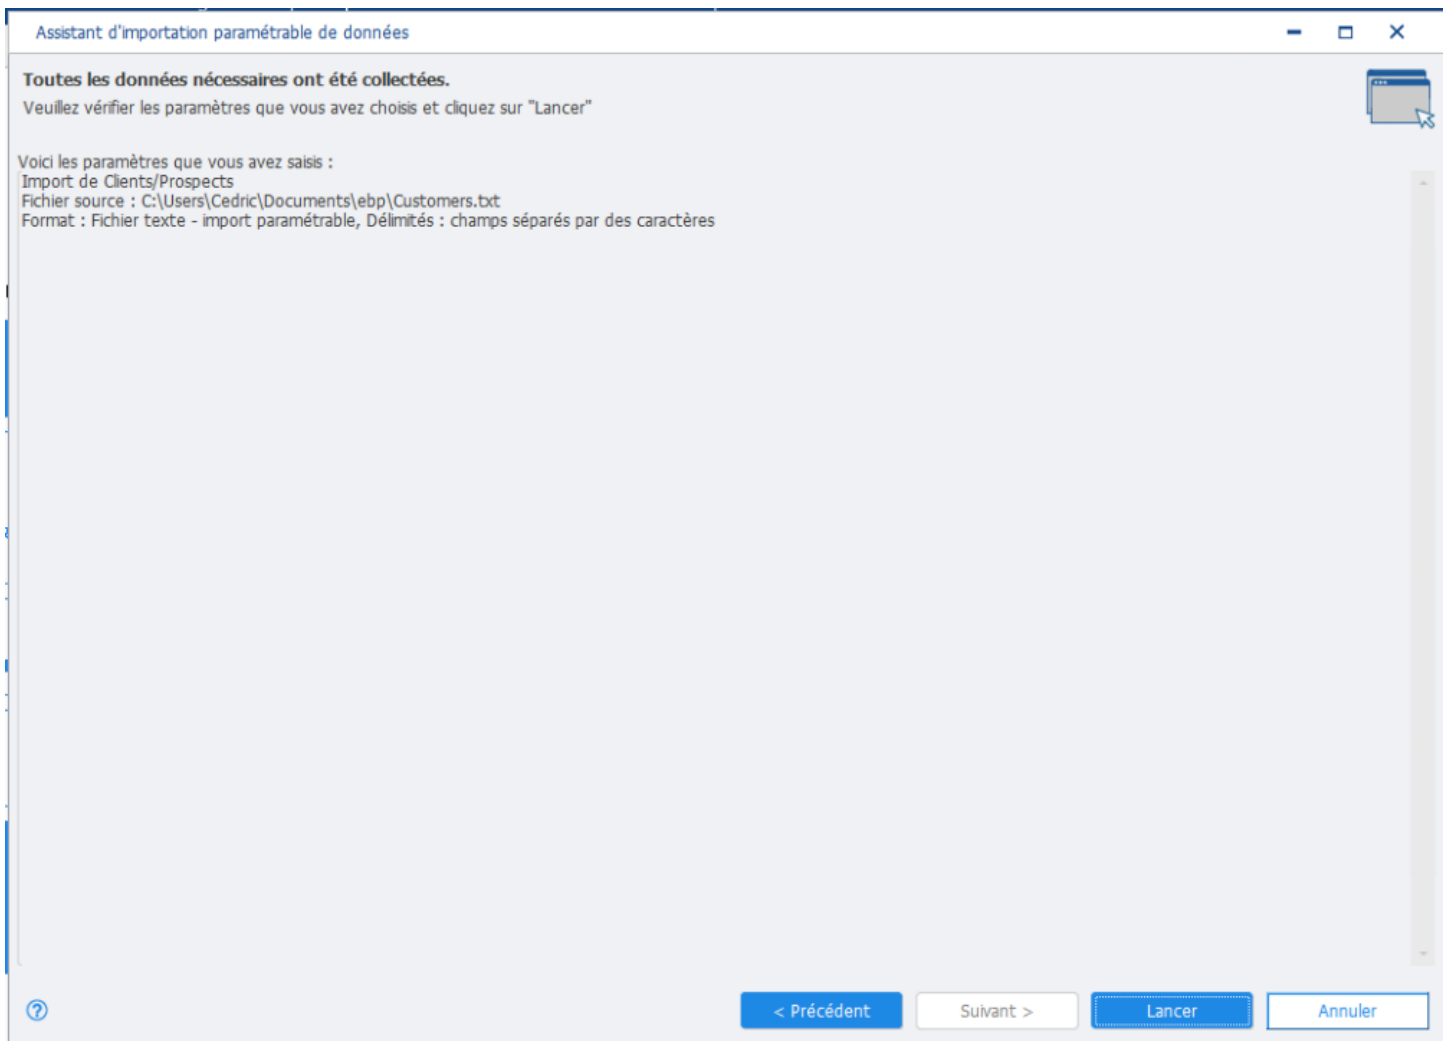 Assistant d'importation paramétrable de données
Toutes les données nécessaires ont été collectées.
Veuillez vérifier les paramètres que vous avez choisis et cliquez sur "Lancer"
Voici les paramètres que vous avez saisis :
Import de Clients/Prospects
Fichier source : C:\Users\Cedric\Documents\ebp\Customers.txt
Format : Fichier texte - import paramétrable, Délimités : champs séparés par des caractères
?
< Précédent
Suivant >
Lancer
Annuler